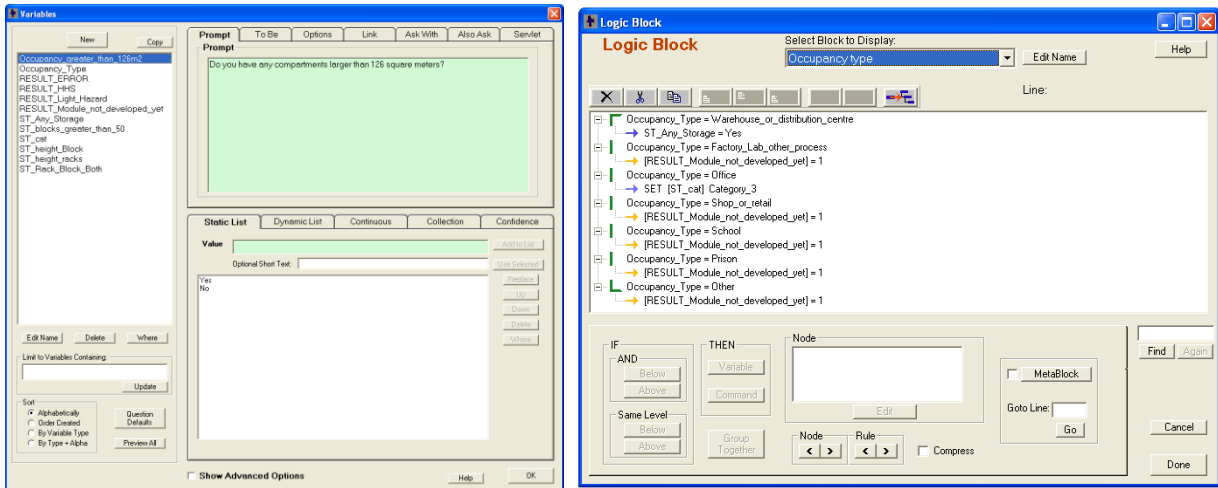 Variables
New
Copy
Occupancy_greater_than_126m2
Occupancy_Type
RESULT_ERROR
RESULT_HHS
RESULT_Light_Hazard
RESULT_Module_not_developed_yet
ST_Any_Storage
ST_blocks_greater_than_50
ST_cat
ST_height_Block
ST_height_racks
ST_Rack_Block_Both
Edit Name
Delete
Where
Limit to Variables Containing:
Update
Sort
Alphabetically
Order Created
By Variable Type
By Type + Alpha
Question Defaults
Preview All
Prompt
To Be
Options
Link
Ask With
Also Ask
Servlet
Prompt
Do you have any compartments larger than 126 square meters?
Static List
Dynamic List
Continuous
Collection
Confidence
Value
Add to List
Optional Short Text:
Use Selected
Yes
No
Replace
Up
Down
Delete
Where
Show Advanced Options
Help
OK
Logic Block
Logic Block
Select Block to Display:
Occupancy type
Edit Name
Help
Line:
Occupancy_Type = Warehouse_or_distribution_centre
ST_Any_Storage = Yes
Occupancy_Type = Factory_Lab_other_process
[RESULT_Module_not_developed_yet] = 1
Occupancy_Type = Office
SET [ST_cat] Category_3
Occupancy_Type = Shop_or_retail
[RESULT_Module_not_developed_yet] = 1
Occupancy_Type = School
[RESULT_Module_not_developed_yet] = 1
Occupancy_Type = Prison
[RESULT_Module_not_developed_yet] = 1
Occupancy_Type = Other
[RESULT_Module_not_developed_yet] = 1
IF
AND
Below
Above
Same Level
Below
Above
THEN
Variable
Command
Group Together
Node
Edit
Node
< >
Rule
< >
Compress
MetaBlock
Goto Line:
Go
Find
Again
Cancel
Done